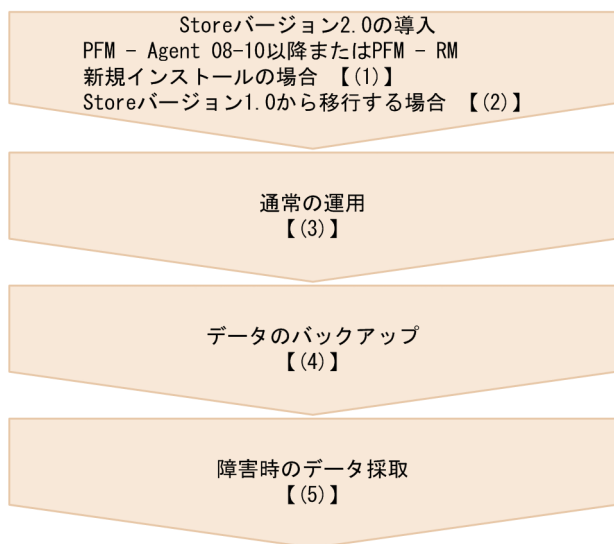 Storeバージョン2.0の導入
PFM - Agent 08-10以降またはPFM - RM
新規インストールの場合 【(1)】
Storeバージョン1.0から移行する場合 【(2)】
通常の運用
【(3)】
データのバックアップ
【(4)】
障害時のデータ採取
【(5)】